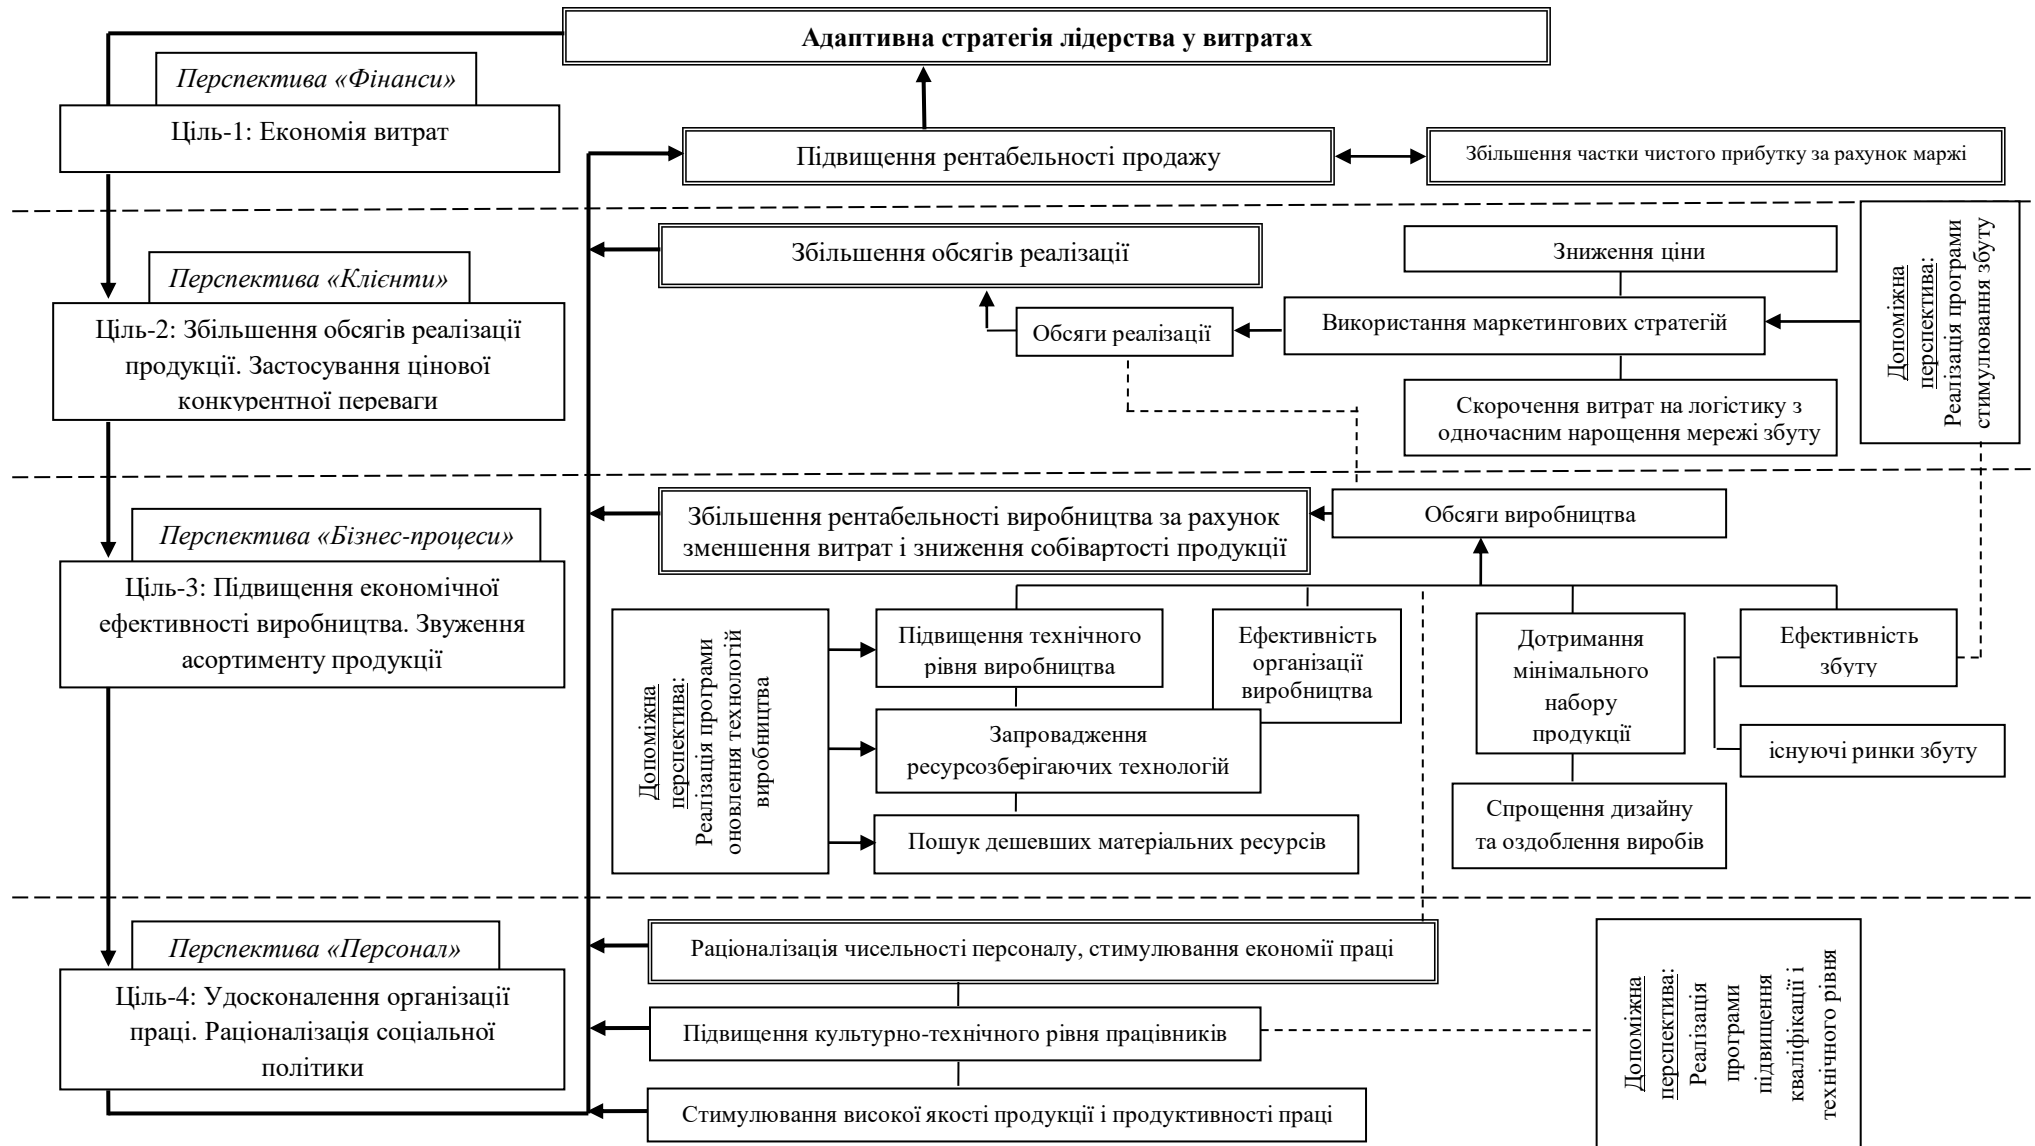 Адаптивна стратегія лідерства у витратах
Перспектива «Фінанси»
Ціль-1: Економія витрат
Підвищення рентабельності продажу
Збільшення частки чистого прибутку за рахунок маржі
Перспектива «Клієнти»
Ціль-2: Збільшення обсягів реалізації
продукції. Застосування цінової
конкурентної переваги
Збільшення обсягів реалізації
Зниження ціни
Обсяги реалізації
Використання маркетингових стратегій
Скорочення витрат на логістику з
одночасним нарощення мережі збуту
Допоміжна
перспектива:
Реалізація програми
стимулювання збуту
Перспектива «Бізнес-процеси»
Ціль-3: Підвищення економічної
ефективності виробництва. Звуження
асортименту продукції
Збільшення рентабельності виробництва за рахунок
зменшення витрат і зниження собівартості продукції
Обсяги виробництва
Допоміжна
перспектива:
Реалізація програми
оновлення технологій
виробництва
Підвищення технічного
рівня виробництва
Ефективність
організації
виробництва
Дотримання
мінімального
набору
продукції
Ефективність
збуту
Запровадження
ресурсозберігаючих технологій
існуючі ринки збуту
Пошук дешевших матеріальних ресурсів
Спрощення дизайну
та оздоблення виробів
Перспектива «Персонал»
Ціль-4: Удосконалення організації
праці. Раціоналізація соціальної
політики
Раціоналізація чисельності персоналу, стимулювання економії праці
Підвищення культурно-технічного рівня працівників
Стимулювання високої якості продукції і продуктивності праці
Допоміжна
перспектива:
Реалізація
програми
підвищення
кваліфікації і
технічного рівня